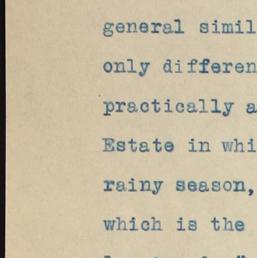 general simil
only differen
practically a
Estate in whi
rainy season,
which is the